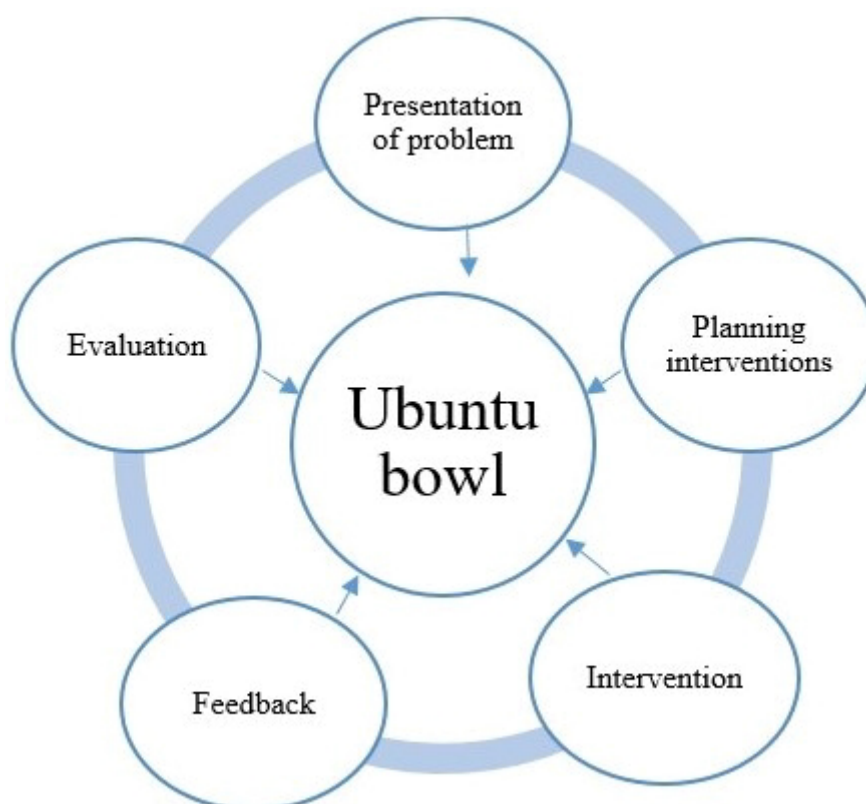 Presentation
of problem
Planning
interventions
Intervention
Feedback
Evaluation
Ubuntu
bowl